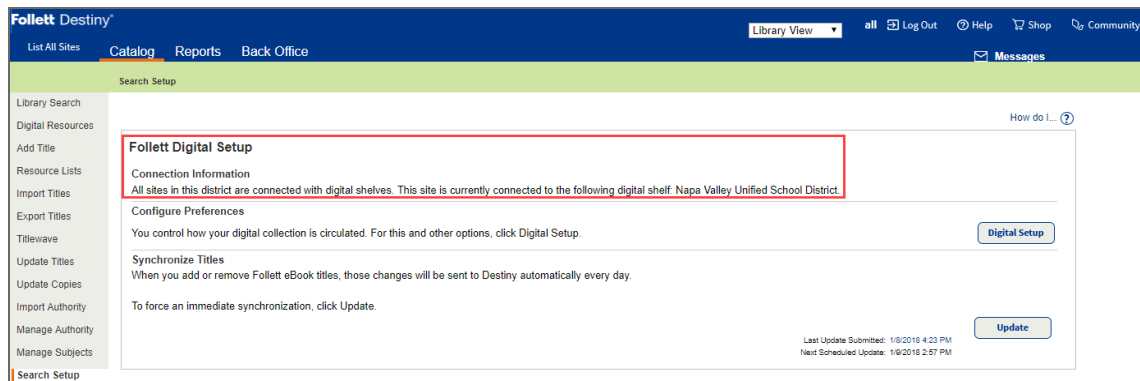 Follett Destiny
Library View
all Log Out Help Shop Community
List All Sites Catalog Reports Back Office
Messages
Search Setup
Library Search
How do I... ?
Digital Resources
Add Title
Resource Lists
Import Titles
Export Titles
Titlewave
Update Titles
Update Copies
Import Authority
Manage Authority
Manage Subjects
Search Setup
Follett Digital Setup
Connection Information
All sites in this district are connected with digital shelves. This site is currently connected to the following digital shelf: Napa Valley Unified School District.
Configure Preferences
You control how your digital collection is circulated. For this and other options, click Digital Setup.
Digital Setup
Synchronize Titles
When you add or remove Follett eBook titles, those changes will be sent to Destiny automatically every day.
To force an immediate synchronization, click Update.
Update
Last Update Submitted: 1/8/2018 4:23 PM
Next Scheduled Update: 1/9/2018 2:57 PM